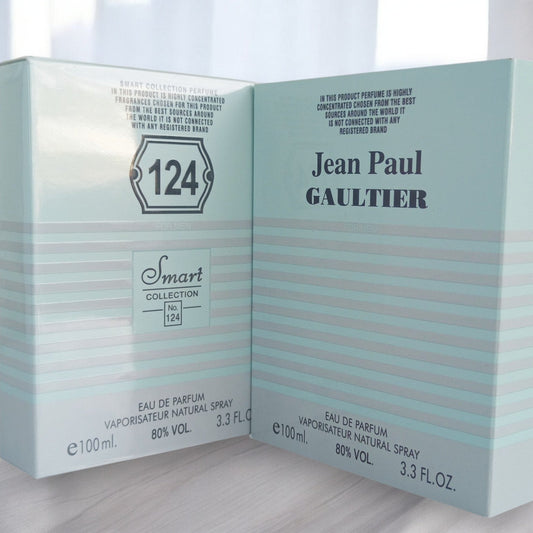 SMART COLLECTION PERFUME
IN THIS PRODUCT IS HIGHLY CONCENTRATED
FRAGRANCES CHOSEN FOR THIS PRODUCT
FROM THE BEST SOURCES AROUND
THE WORLD IT IS NOT CONNECTED
WITH ANY REGISTERED BRAND
124
Smart
COLLECTION
No.
124
EAU DE PARFUM
VAPORISATEUR NATURAL SPRAY
e100ml. 80% VOL. 3.3 FL.O
IN THIS PRODUCT PERFUME IS HIGHLY
CONCENTRATED CHOSEN FROM THE BEST
SOURCES AROUND THE WORLD IT
IS NOT CONNECTED WITH ANY
REGISTERED BRAND
Jean Paul
GAULTIER
EAU DE PARFUM
VAPORISATEUR NATURAL SPRAY
e100ml. 80% VOL. 3.3 FL.OZ.